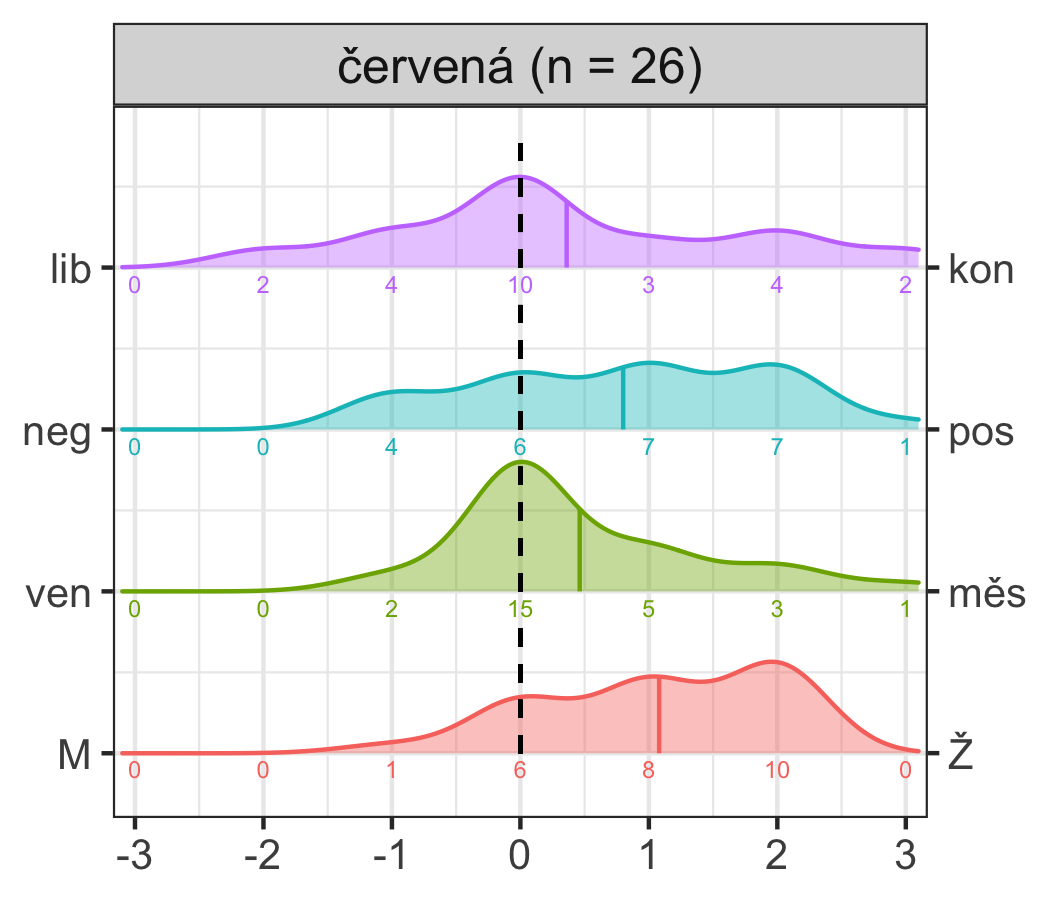 červená (n = 26)
lib kon
0 2 4 10 3 4 2
neg pos
0 0 4 6 7 7 1
ven měs
0 0 2 15 5 3 1
M Ž
0 0 1 6 8 10 0
-3 -2 -1 0 1 2 3